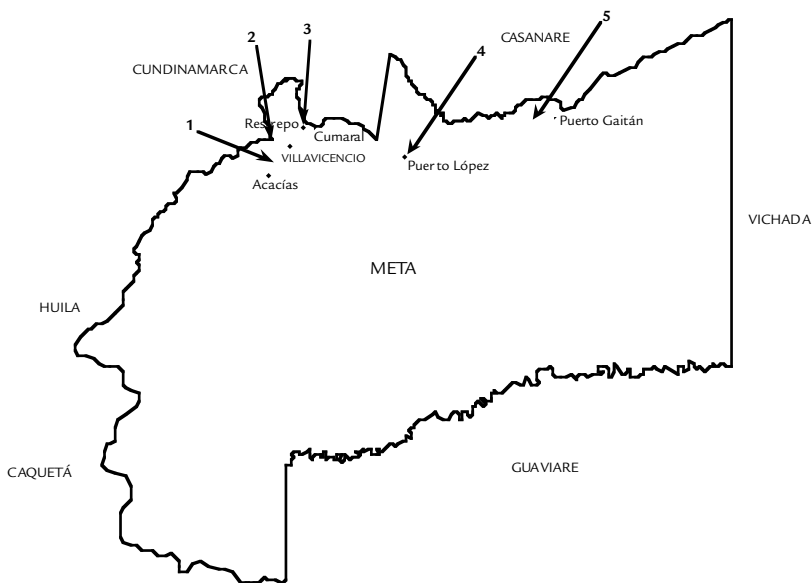 2
3
4
5
CASANARE
CUNDINAMARCA
1
Restrepo
Cumaral
Puerto Gaitán
VILLAVICENCIO
Puerto López
Acacías
VICHADA
META
HUILA
CAQUETÁ
GUAVIARE